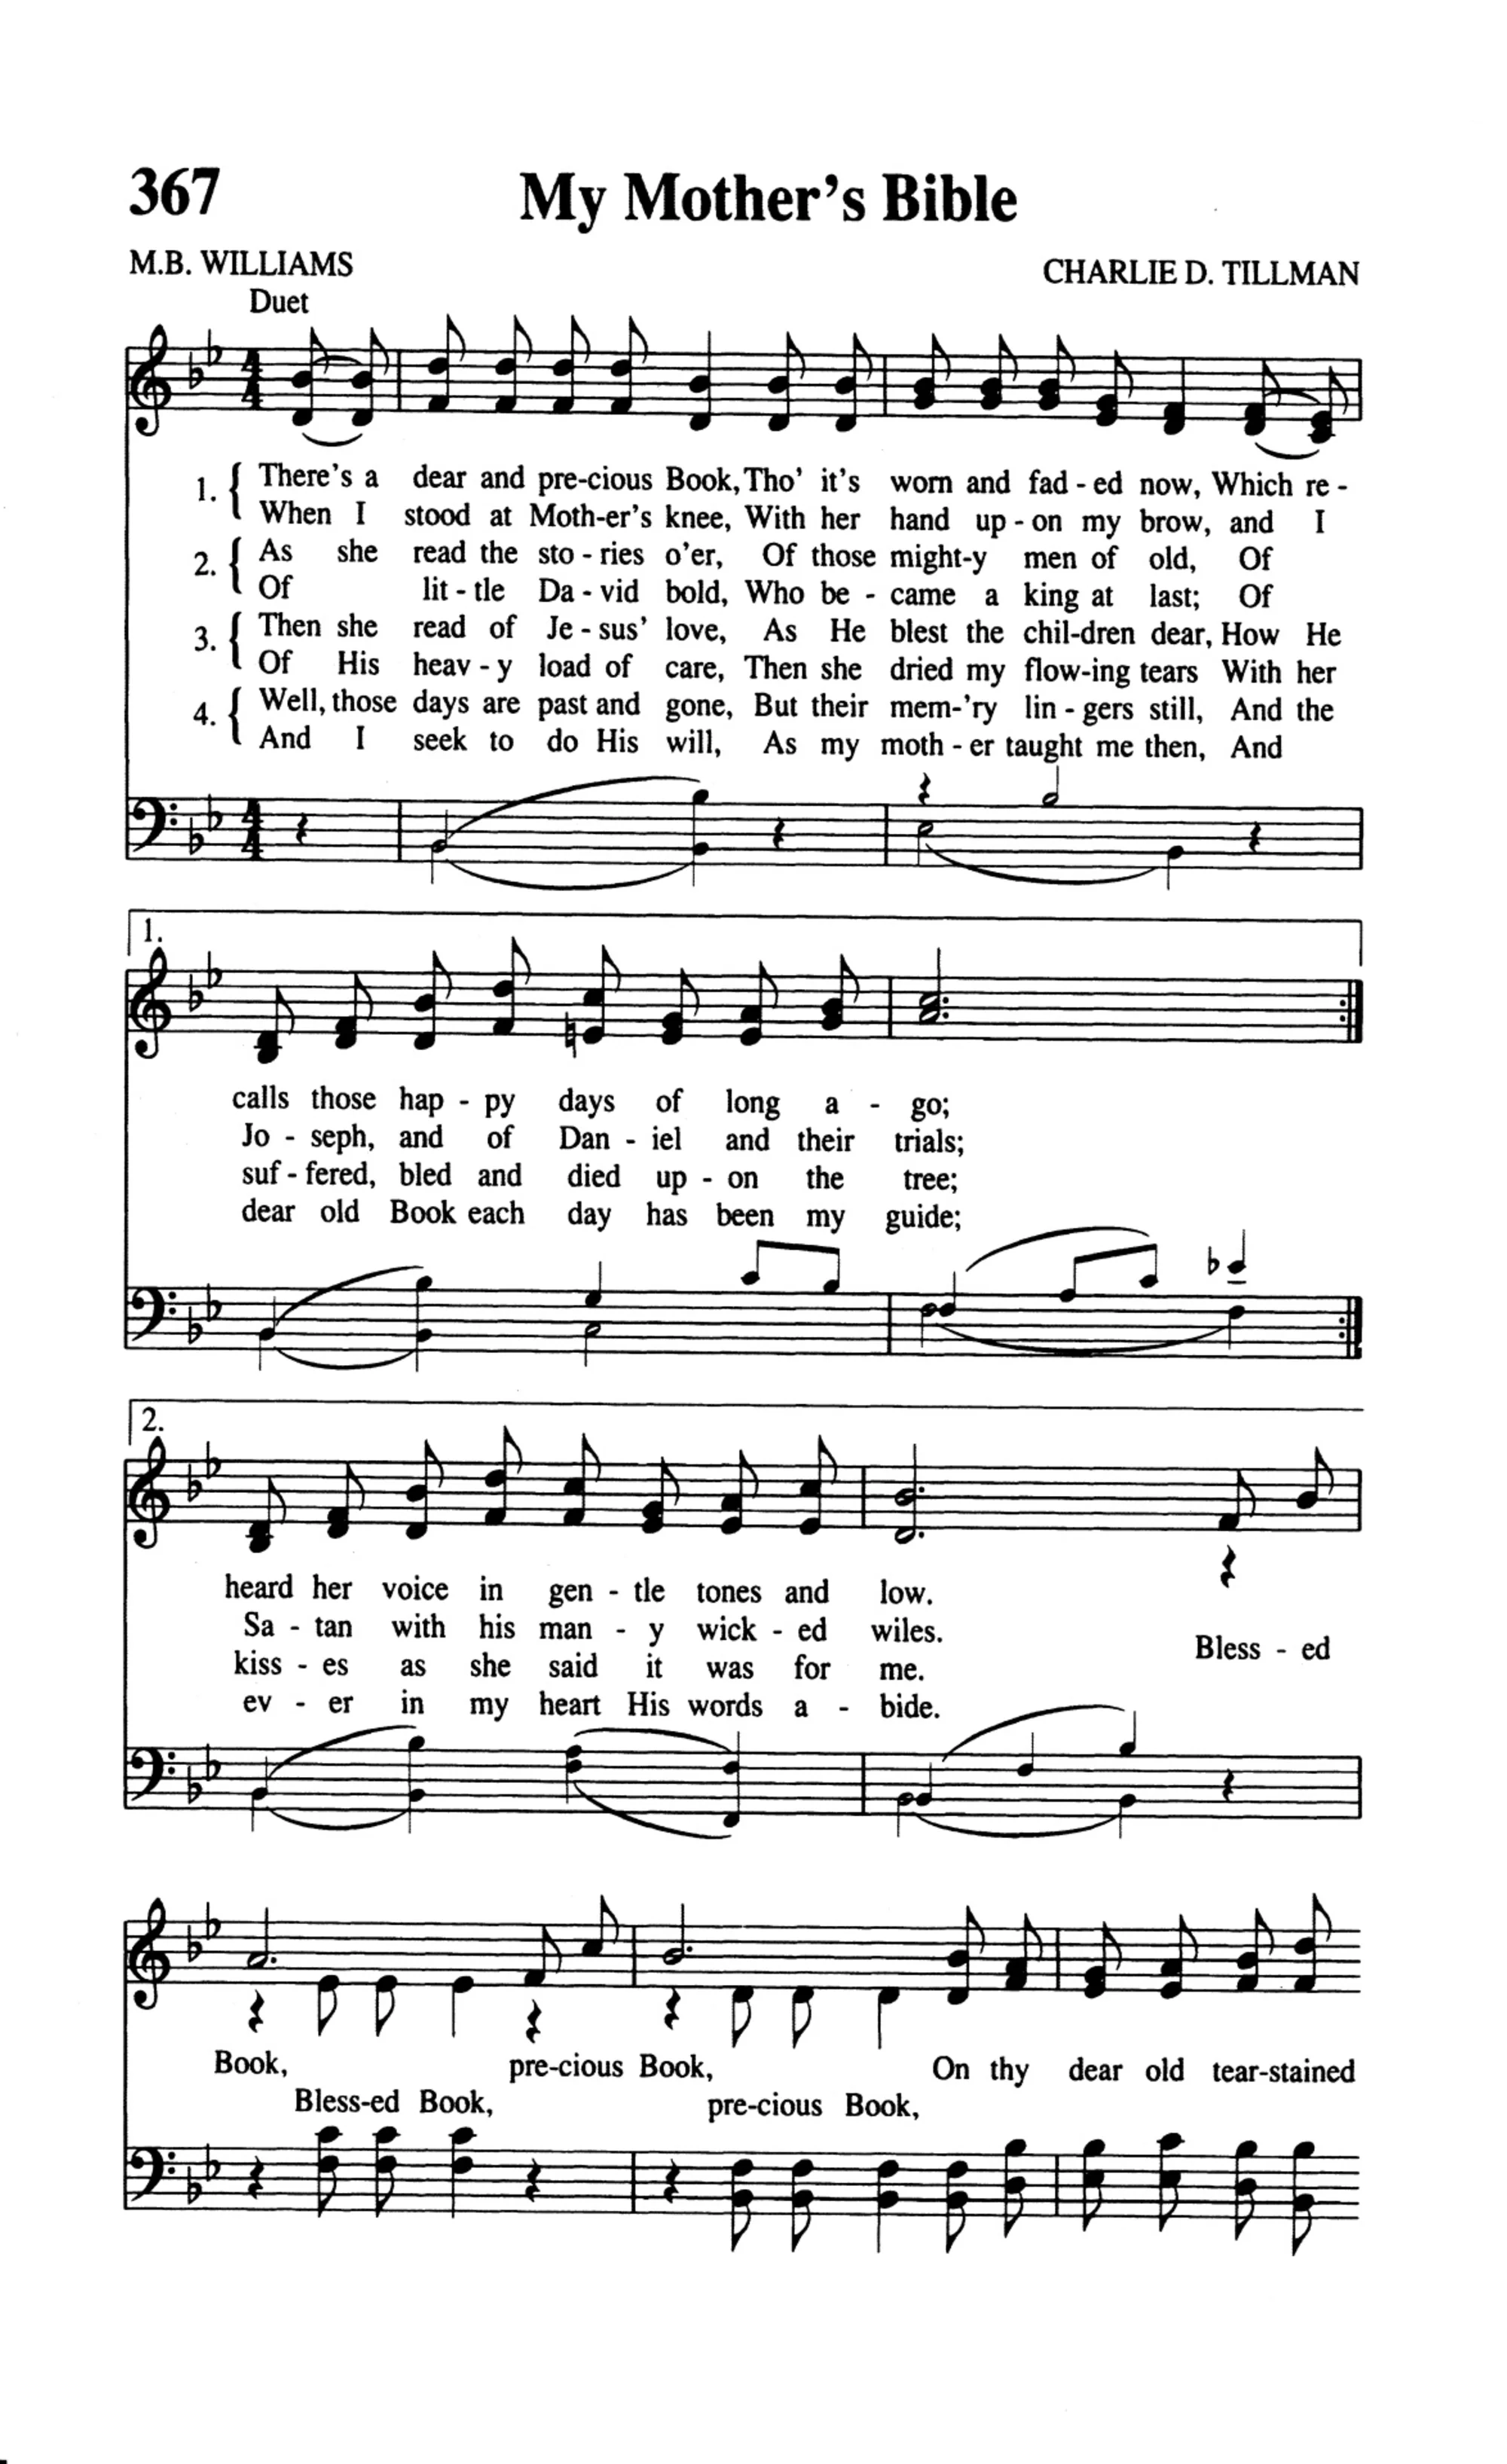 367 My Mother's Bible
M.B. WILLIAMS CHARLIE D. TILLMAN
Duet
1. { There's a dear and pre-cious Book, Tho' it's worn and fad - ed now, Which re -
When I stood at Moth-er's knee, With her hand up - on my brow, and I
2. { As she read the sto - ries o'er, Of those might-y men of old, Of
Of lit - tle Da - vid bold, Who be - came a king at last; Of
3. { Then she read of Je - sus' love, As He blest the chil-dren dear, How He
Of His heav - y load of care, Then she dried my flow-ing tears With her
4. { Well, those days are past and gone, But their mem-'ry lin - gers still, And the
And I seek to do His will, As my moth - er taught me then, And
1.
calls those hap - py days of long a - go;
Jo - seph, and of Dan - iel and their trials;
suf - fered, bled and died up - on the tree;
dear old Book each day has been my guide;
2.
heard her voice in gen - tle tones and low.
Sa - tan with his man - y wick - ed wiles.
Bless - ed
kiss - es as she said it was for me.
ev - er in my heart His words a - bide.
Book, pre-cious Book, On thy dear old tear-stained
Bless-ed Book, pre-cious Book,